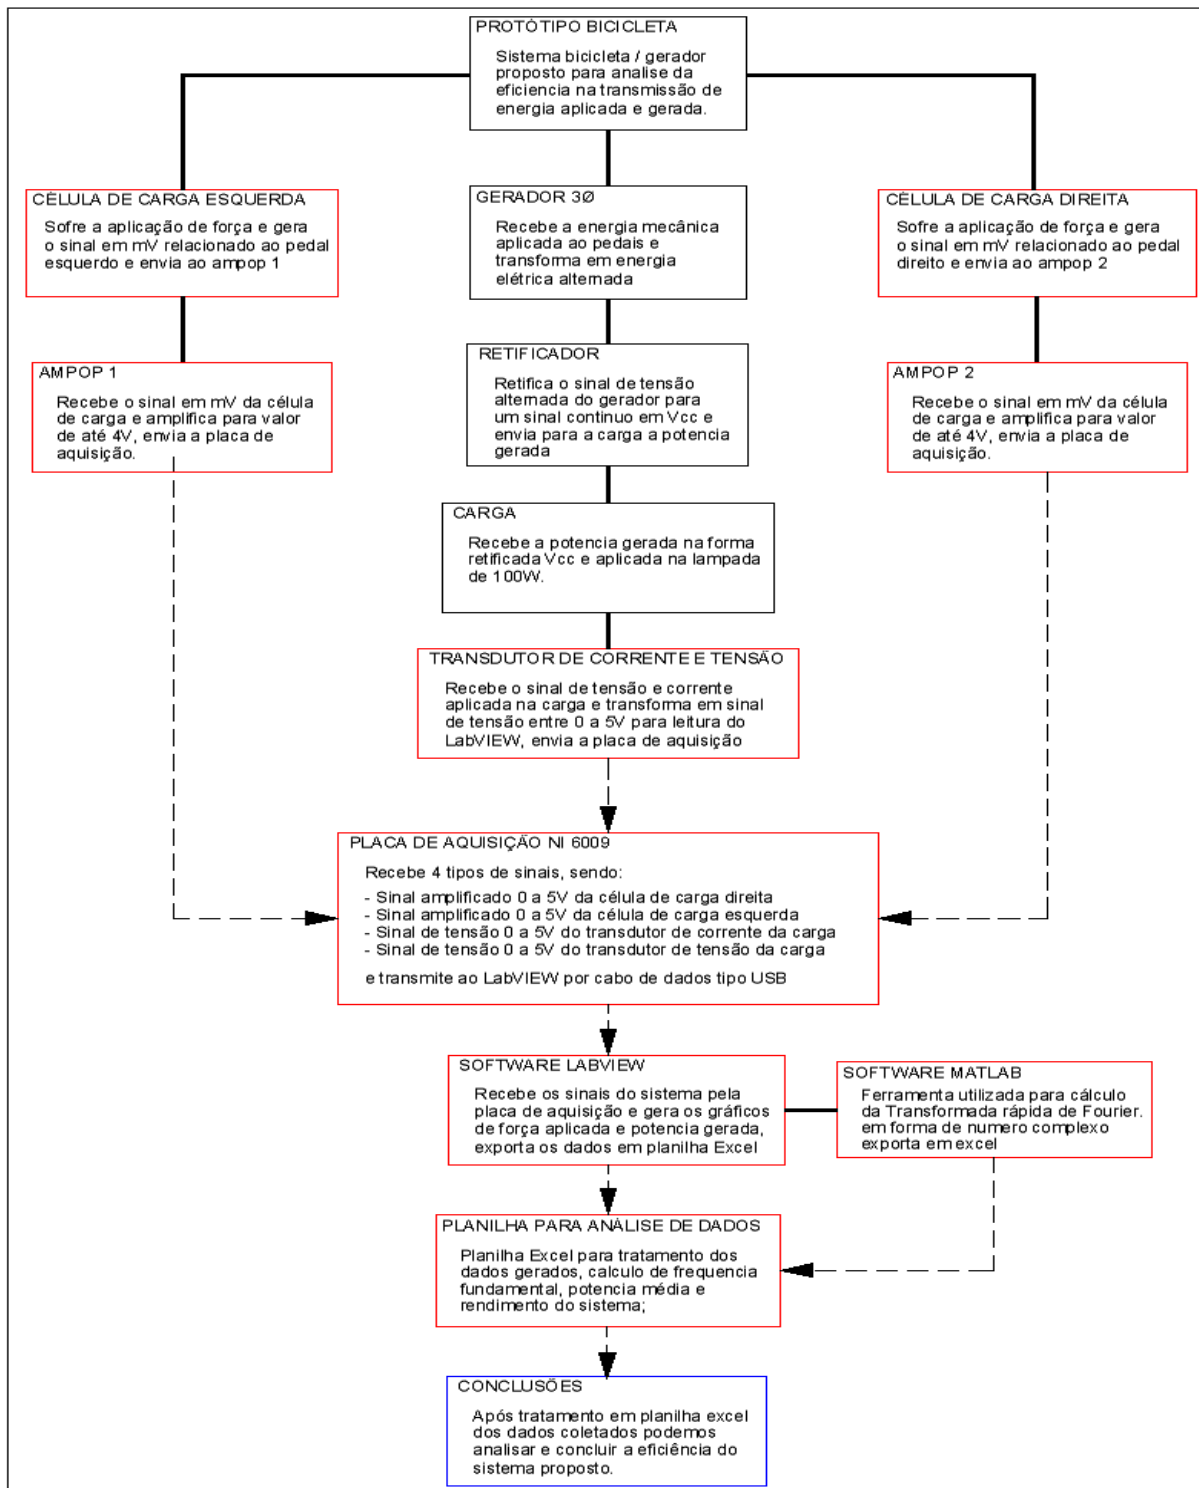 PROTÓTIPO BICICLETA
Sistema bicicleta / gerador
proposto para analise da
eficiencia na transmissão de
energia aplicada e gerada.
CÉLULA DE CARGA ESQUERDA
Sofre a aplicação de força e gera
o sinal em mV relacionado ao pedal
esquerdo e envia ao ampop 1
GERADOR 3Ø
Recebe a energia mecânica
aplicada ao pedais e
transforma em energia
elétrica alternada
CÉLULA DE CARGA DIREITA
Sofre a aplicação de força e gera
o sinal em mV relacionado ao pedal
direito e envia ao ampop 2
AMPOP 1
Recebe o sinal em mV da célula
de carga e amplifica para valor
de até 4V, envia a placa de
aquisição.
RETIFICADOR
Retifica o sinal de tensão
alternada do gerador para
um sinal continuo em Vcc e
envia para a carga a potencia
gerada
AMPOP 2
Recebe o sinal em mV da célula
de carga e amplifica para valor
de até 4V, envia a placa de
aquisição.
CARGA
Recebe a potencia gerada na forma
retificada Vcc e aplicada na lampada
de 100W.
TRANSDUTOR DE CORRENTE E TENSÃO
Recebe o sinal de tensão e corrente
aplicada na carga e transforma em sinal
de tensão entre 0 a 5V para leitura do
LabVIEW, envia a placa de aquisição
PLACA DE AQUISIÇÃO NI 6009
Recebe 4 tipos de sinais, sendo:
- Sinal amplificado 0 a 5V da célula de carga direita
- Sinal amplificado 0 a 5V da célula de carga esquerda
- Sinal de tensão 0 a 5V do transdutor de corrente da carga
- Sinal de tensão 0 a 5V do transdutor de tensão da carga
e transmite ao LabVIEW por cabo de dados tipo USB
SOFTWARE LABVIEW
Recebe os sinais do sistema pela
placa de aquisição e gera os gráficos
de força aplicada e potencia gerada,
exporta os dados em planilha Excel
SOFTWARE MATLAB
Ferramenta utilizada para cálculo
da Transformada rápida de Fourier.
em forma de numero complexo
exporta em excel
PLANILHA PARA ANÁLISE DE DADOS
Planilha Excel para tratamento dos
dados gerados, calculo de frequencia
fundamental, potencia média e
rendimento do sistema;
CONCLUSÕES
Após tratamento em planilha excel
dos dados coletados podemos
analisar e concluir a eficiência do
sistema proposto.